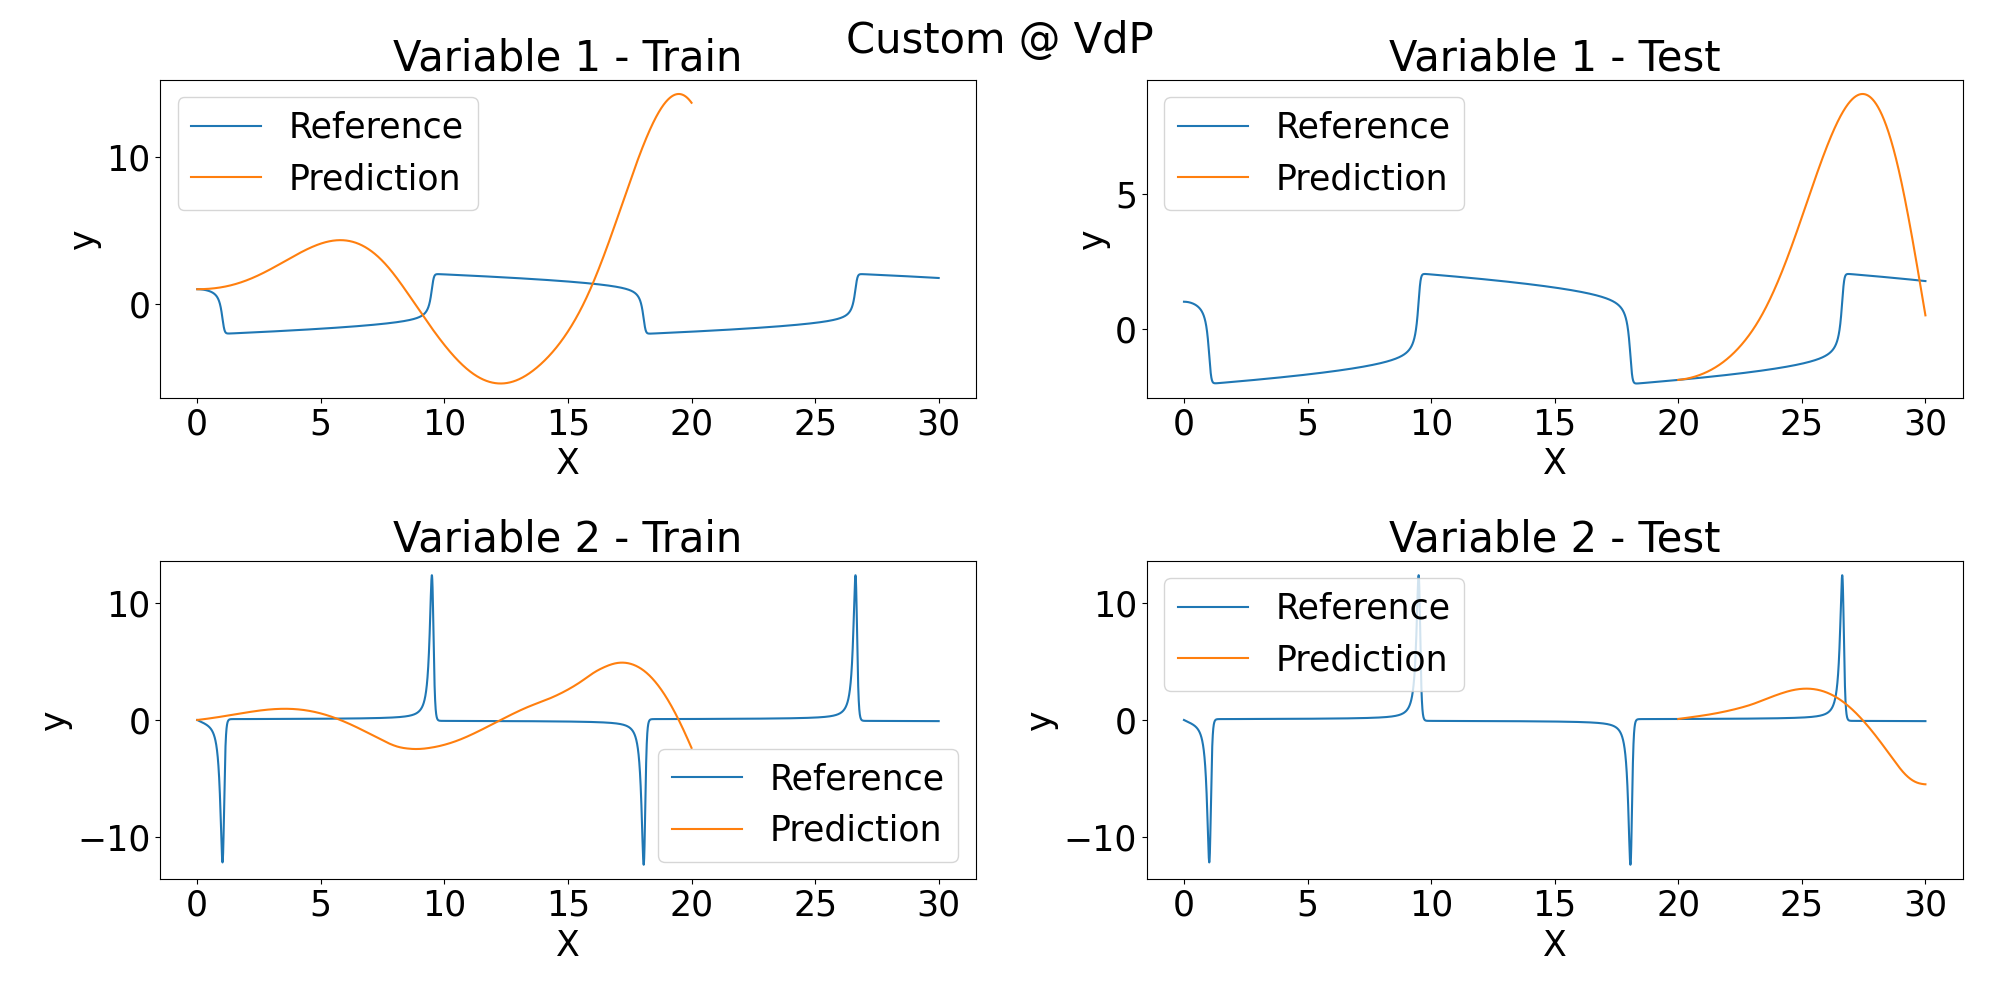 Custom @ VdP
Variable 1 - Train
Reference
Prediction
10
0
y
0 5 10 15 20 25 30
X
Variable 1 - Test
Reference
Prediction
5
0
y
0 5 10 15 20 25 30
X
Variable 2 - Train
10
0
−10
y
Reference
Prediction
0 5 10 15 20 25 30
X
Variable 2 - Test
Reference
Prediction
10
0
−10
y
0 5 10 15 20 25 30
X